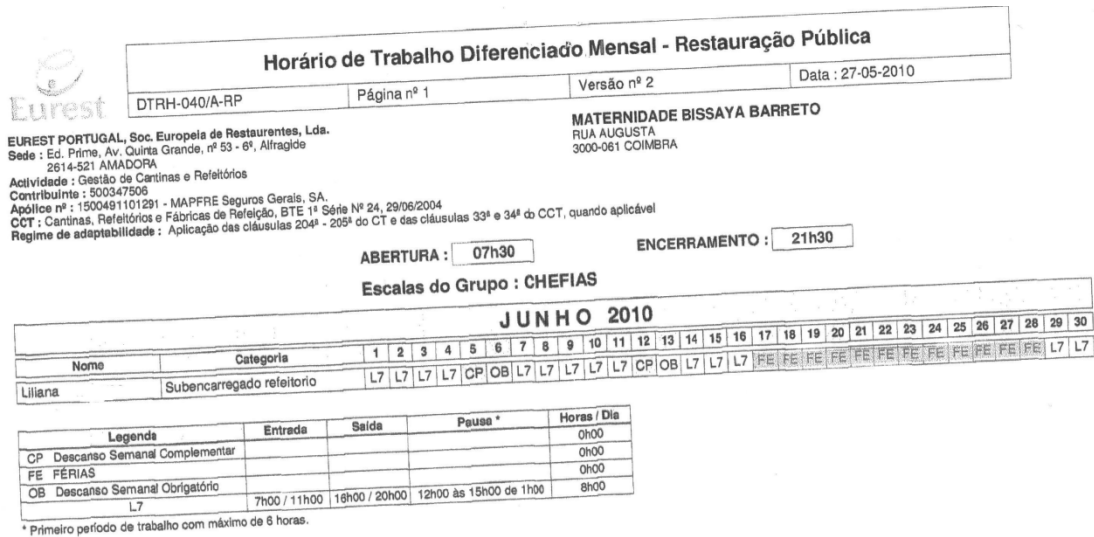 Horário de Trabalho Diferenciado Mensal - Restauração Pública
Eurest
DTRH-040/A-RP Página nº 1 Versão nº 2 Data : 27-05-2010
EUREST PORTUGAL, Soc. Europeia de Restaurentes, Lda.
Sede : Ed. Prime, Av. Quinta Grande, nº 53 - 6º, Alfragide
2614-521 AMADORA
Actividade : Gestão de Cantinas e Refeitórios
Contribuinte : 500347506
Apólice nº : 1500491101291 - MAPFRE Seguros Gerais, SA.
CCT : Cantinas, Refeitórios e Fábricas de Refeição, BTE 1ª Série Nº 24, 29/06/2004
Regime de adaptabilidade : Aplicação das cláusulas 204ª - 205ª do CT e das cláusulas 33ª e 34ª do CCT, quando aplicável
MATERNIDADE BISSAYA BARRETO
RUA AUGUSTA
3000-061 COIMBRA
ABERTURA : 07h30 ENCERRAMENTO : 21h30
Escalas do Grupo : CHEFIAS
JUNHO 2010
Nome Categoria 1 2 3 4 5 6 7 8 9 10 11 12 13 14 15 16 17 18 19 20 21 22 23 24 25 26 27 28 29 30
Liliana Subencarregado refeitorio L7 L7 L7 L7 CP OB L7 L7 L7 L7 L7 CP OB L7 L7 L7 FE FE FE FE FE FE FE FE FE FE FE FE L7 L7
Legenda Entrada Saída Pausa * Horas / Dia
CP Descanso Semanal Complementar 0h00
FE FÉRIAS 0h00
OB Descanso Semanal Obrigatório 0h00
L7 7h00 / 11h00 16h00 / 20h00 12h00 às 15h00 de 1h00 8h00
* Primeiro período de trabalho com máximo de 6 horas.